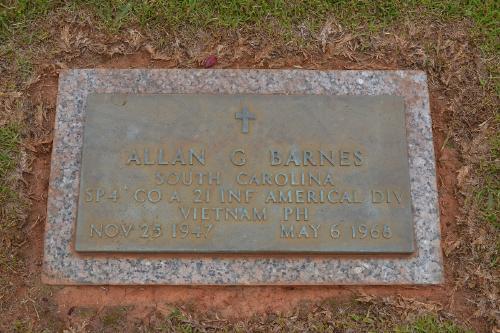 ALLAN G BARNES
SOUTH CAROLINA
SP4 CO A 21 INF AMERICAL DIV
VIETNAM PH
NOV 25 1947 MAY 6 1968